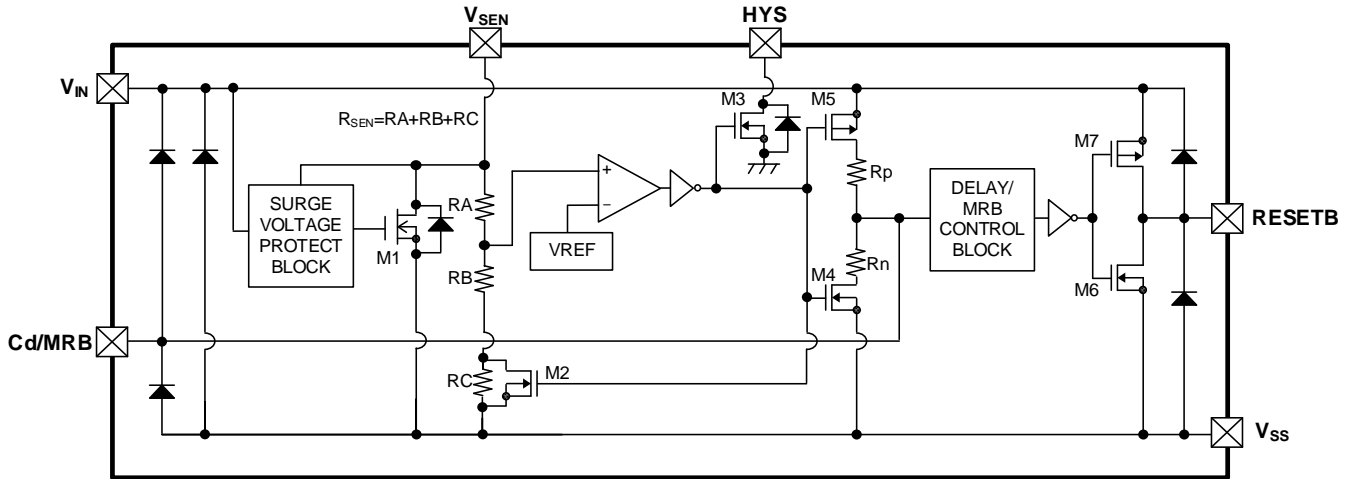 VSEN
HYS
VIN
RSEN=RA+RB+RC
M3
M5
M7
SURGE
VOLTAGE
PROTECT
BLOCK
M1
RA
RB
+
−
VREF
Rp
Rn
M4
DELAY/
MRB
CONTROL
BLOCK
M6
RESETB
Cd/MRB
RC
M2
VSS